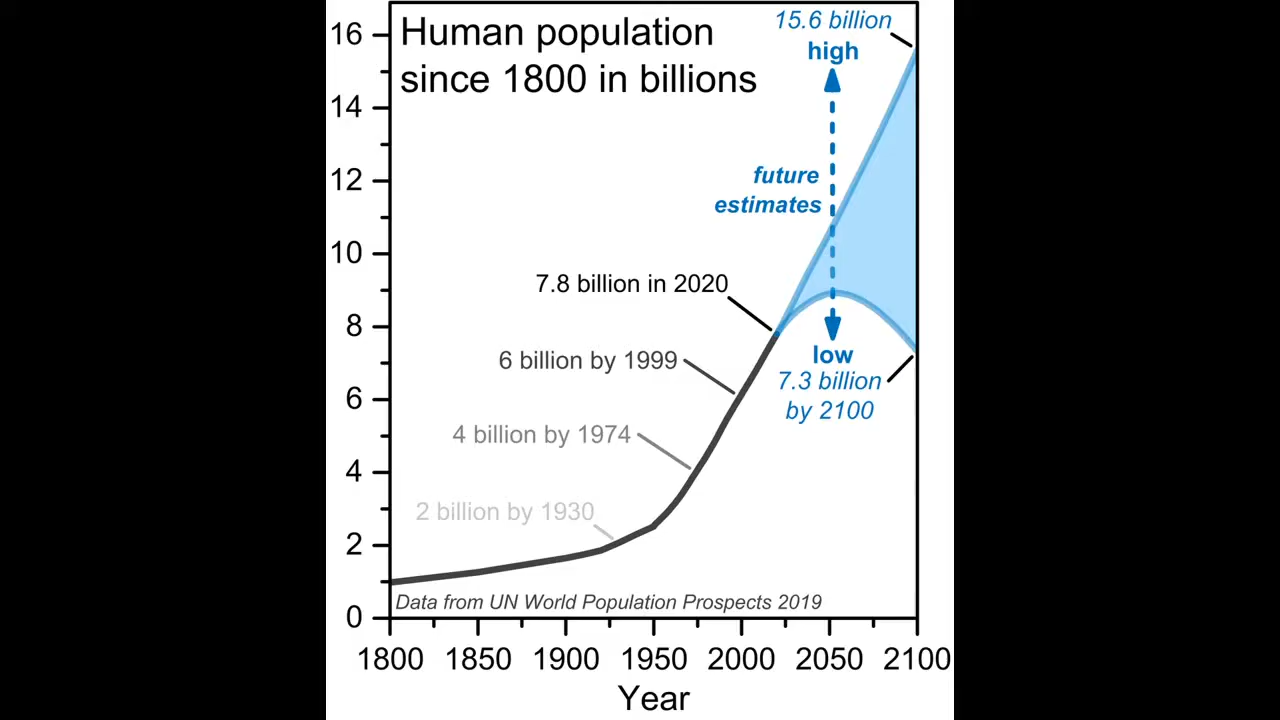 Human population
since 1800 in billions
15.6 billion
high
future
estimates
7.8 billion in 2020
6 billion by 1999
4 billion by 1974
2 billion by 1930
low
7.3 billion
by 2100
Data from UN World Population Prospects 2019
16
14
12
10
8
6
4
2
0
1800 1850 1900 1950 2000 2050 2100
Year